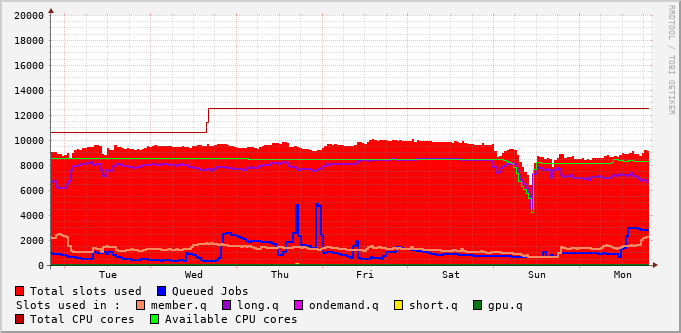 20000
18000
16000
14000
12000
10000
8000
6000
4000
2000
0
Tue Wed Thu Fri Sat Sun Mon
RRDTOOL / TOBI OETIKER
Total slots used Queued Jobs
Slots used in : member.q long.q ondemand.q short.q gpu.q
Total CPU cores Available CPU cores